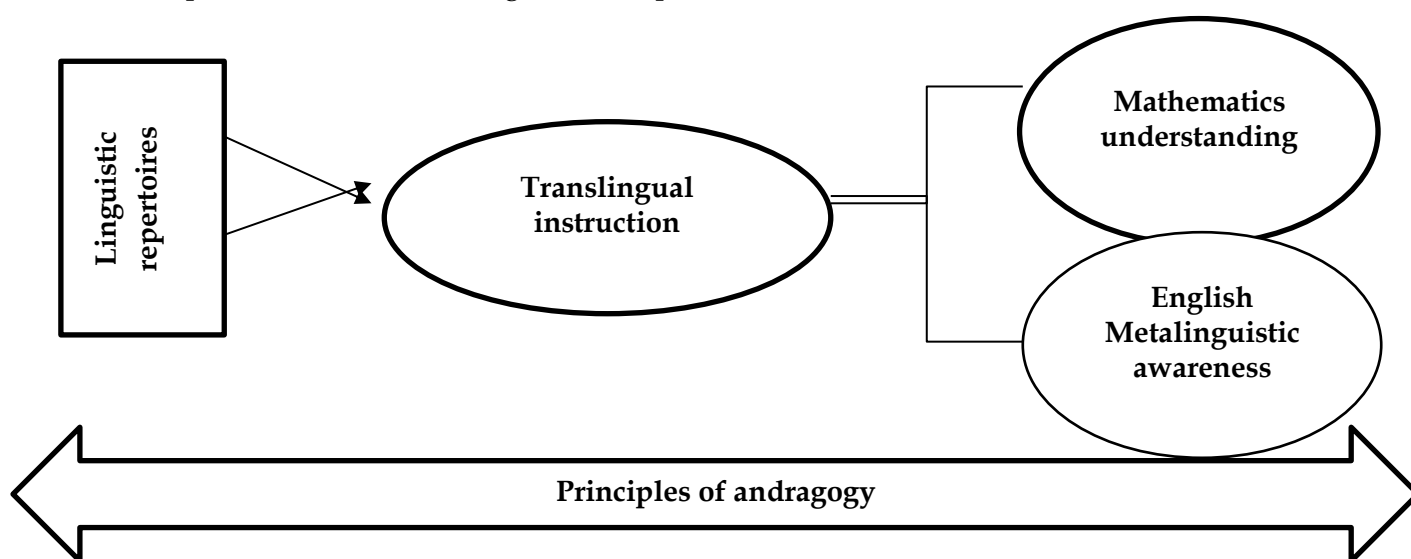 Linguistic
repertoires
Translingual
instruction
Mathematics
understanding
English
Metalinguistic
awareness
Principles of andragogy